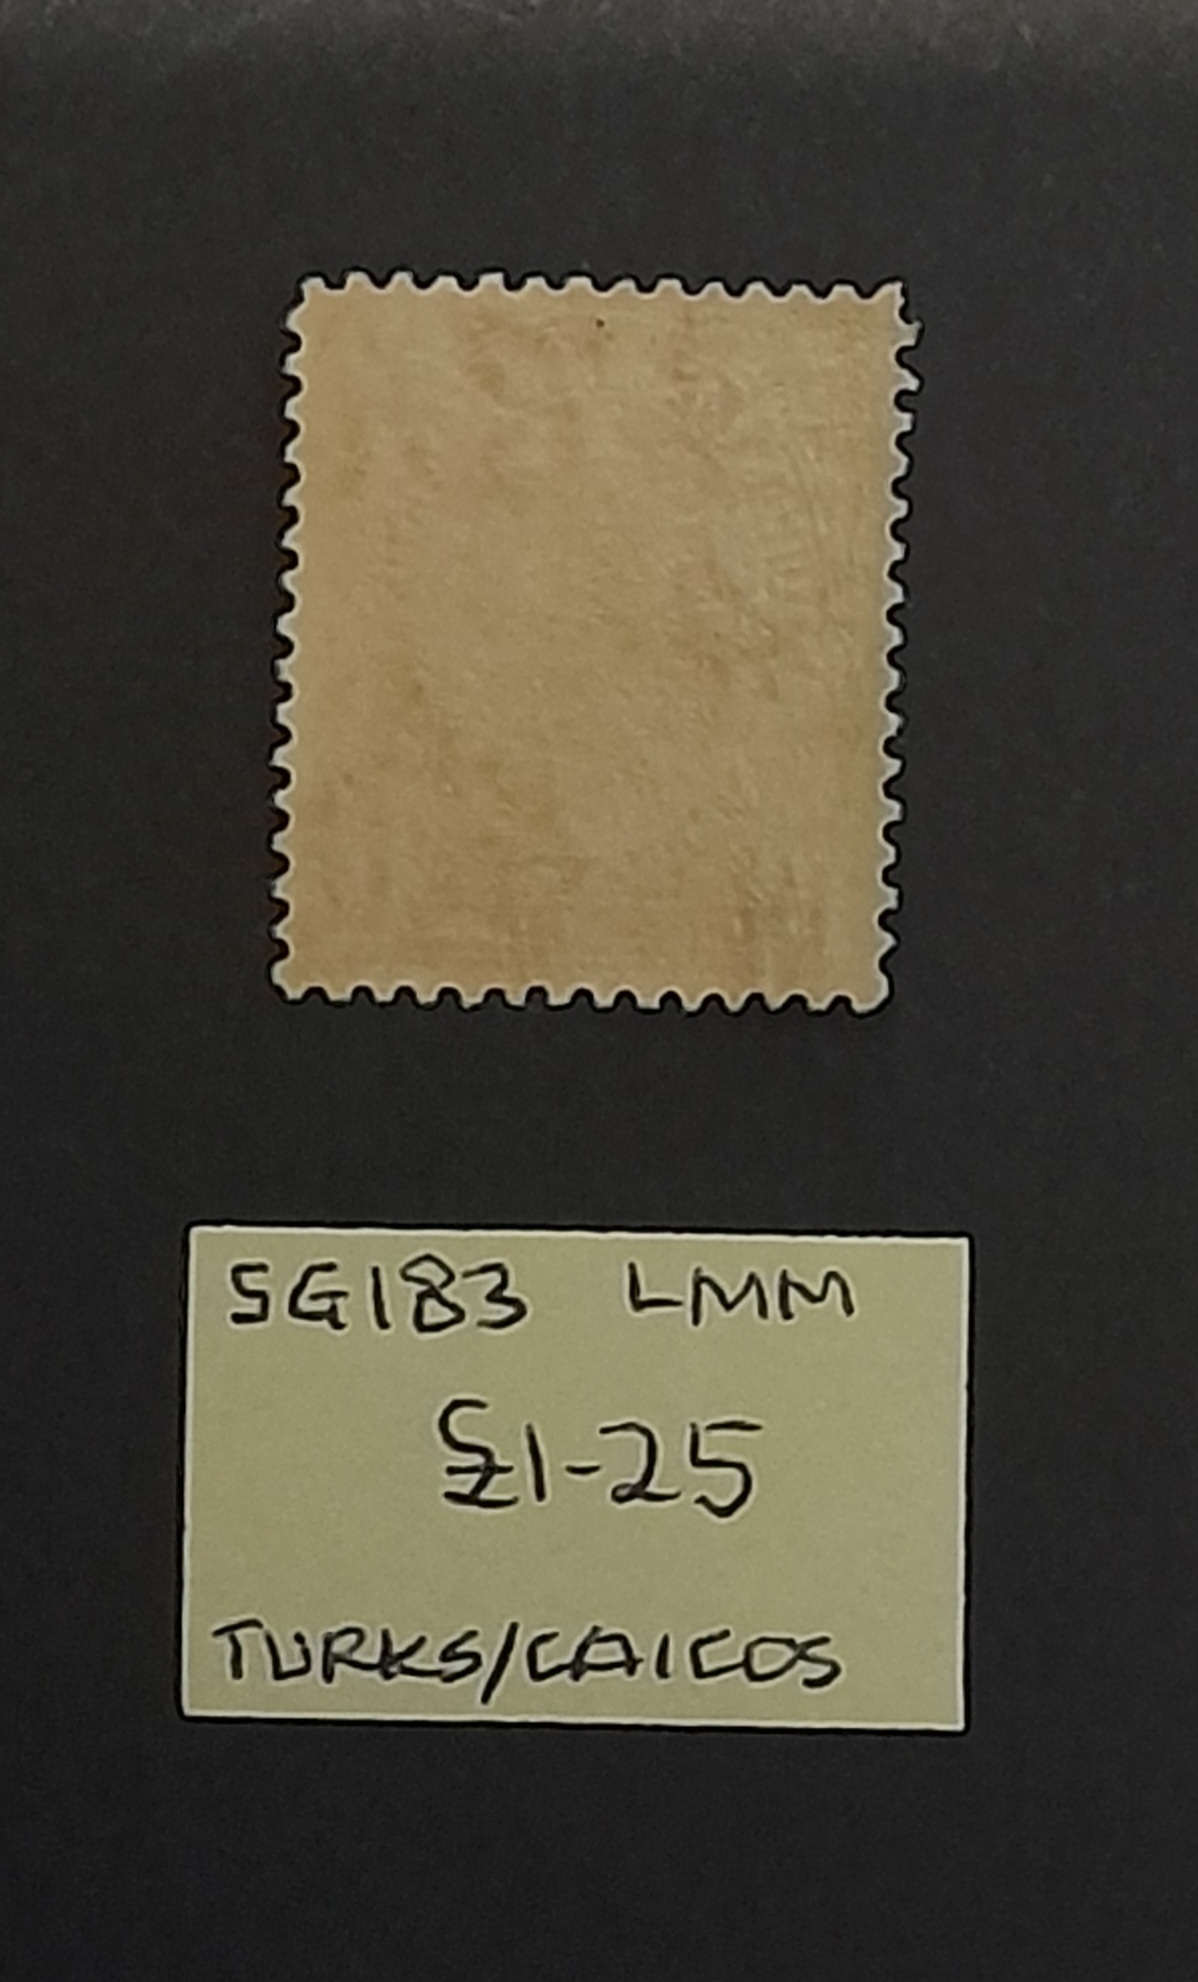 SG183 LMM
£1-25
TURKS/CAICOS